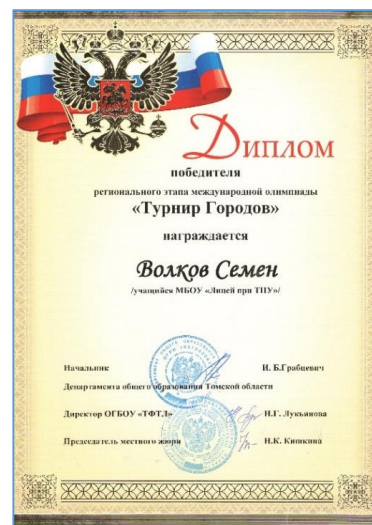 Диплом
победителя
регионального этапа международной олимпиады
«Турнир Городов»
награждается
Волков Семен
/учащийся МБОУ «Лицей при ТПУ»/
Начальник И. Б.Грабцевич
Департамента общего образования Томской области
Директор ОГБОУ «ТФТЛ» Н.Г. Лукьянова
Председатель местного жюри Н.К. Кишкина